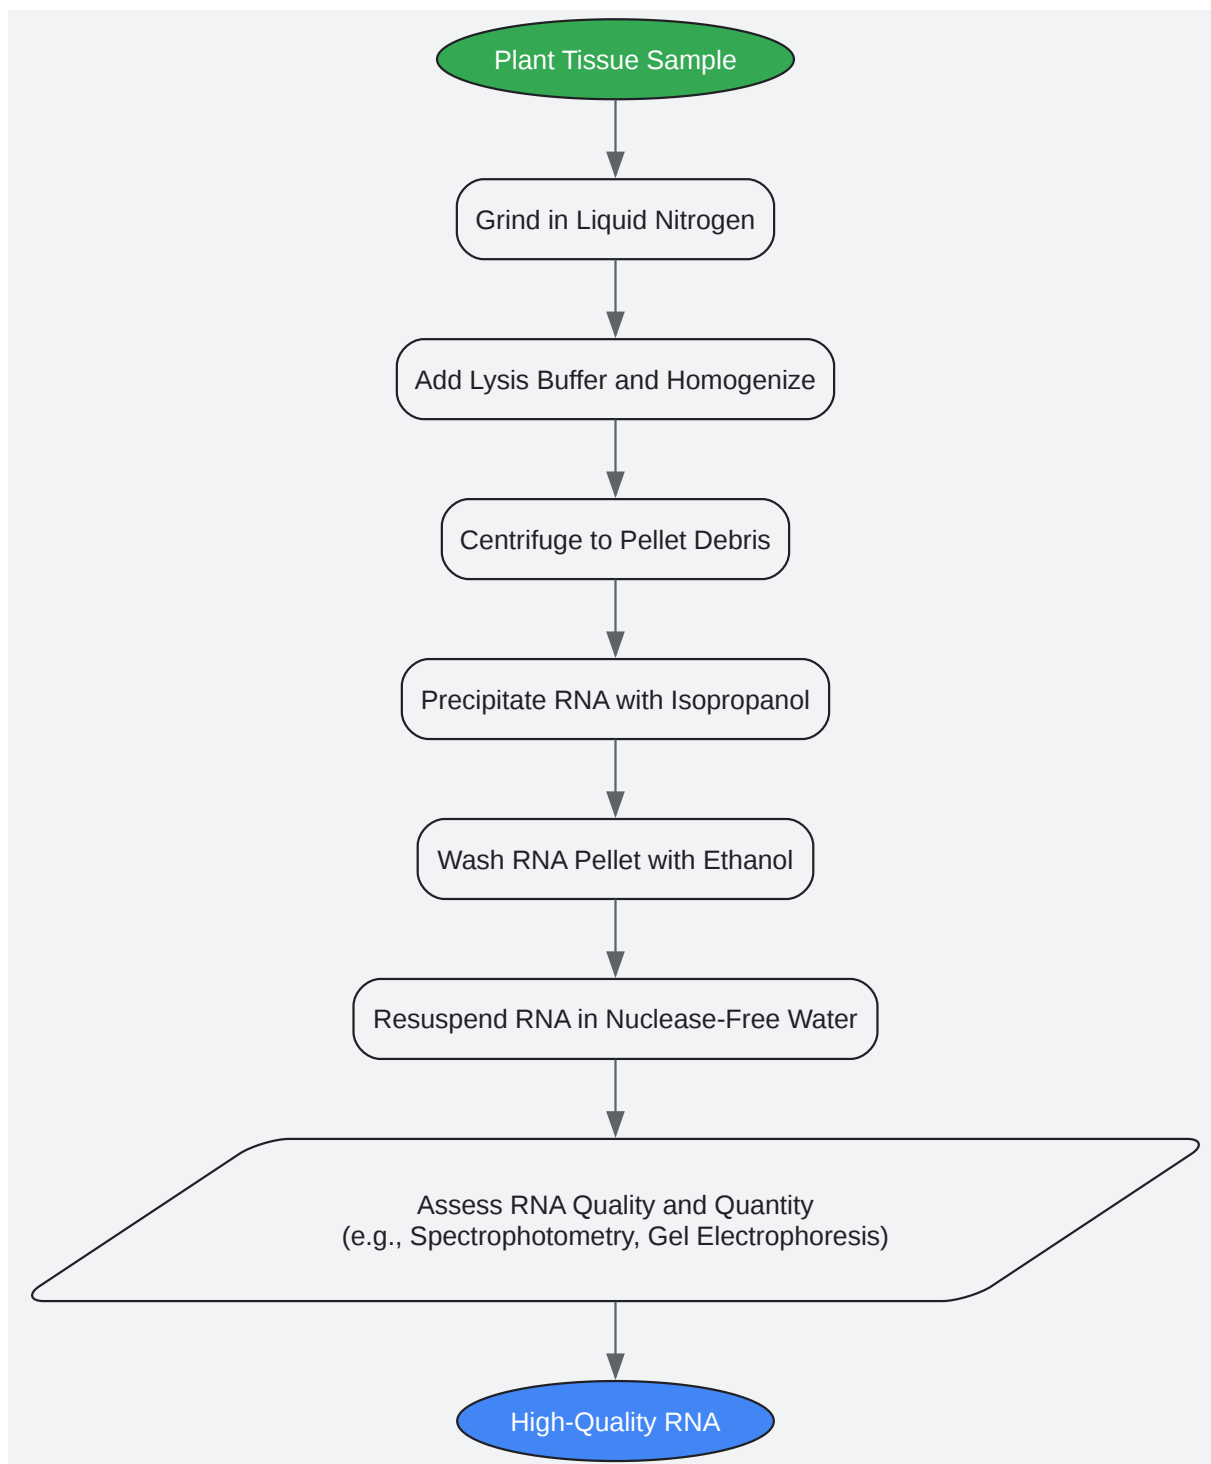 Plant Tissue Sample
Grind in Liquid Nitrogen
Add Lysis Buffer and Homogenize
Centrifuge to Pellet Debris
Precipitate RNA with Isopropanol
Wash RNA Pellet with Ethanol
Resuspend RNA in Nuclease-Free Water
Assess RNA Quality and Quantity
(e.g., Spectrophotometry, Gel Electrophoresis)
High-Quality RNA